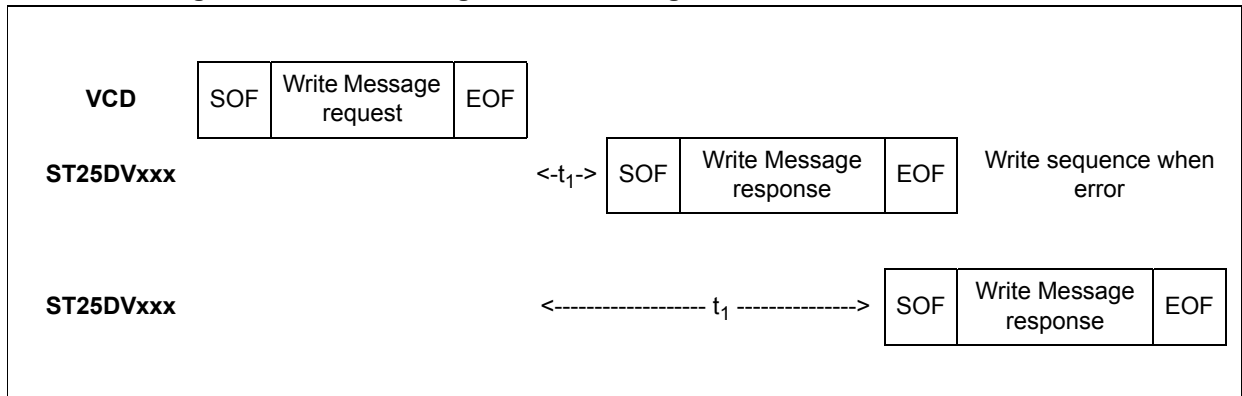 VCD SOF Write Message request EOF
ST25DVxxx <-t1-> SOF Write Message response EOF Write sequence when error
ST25DVxxx <------------------- t1 ---------------> SOF Write Message response EOF